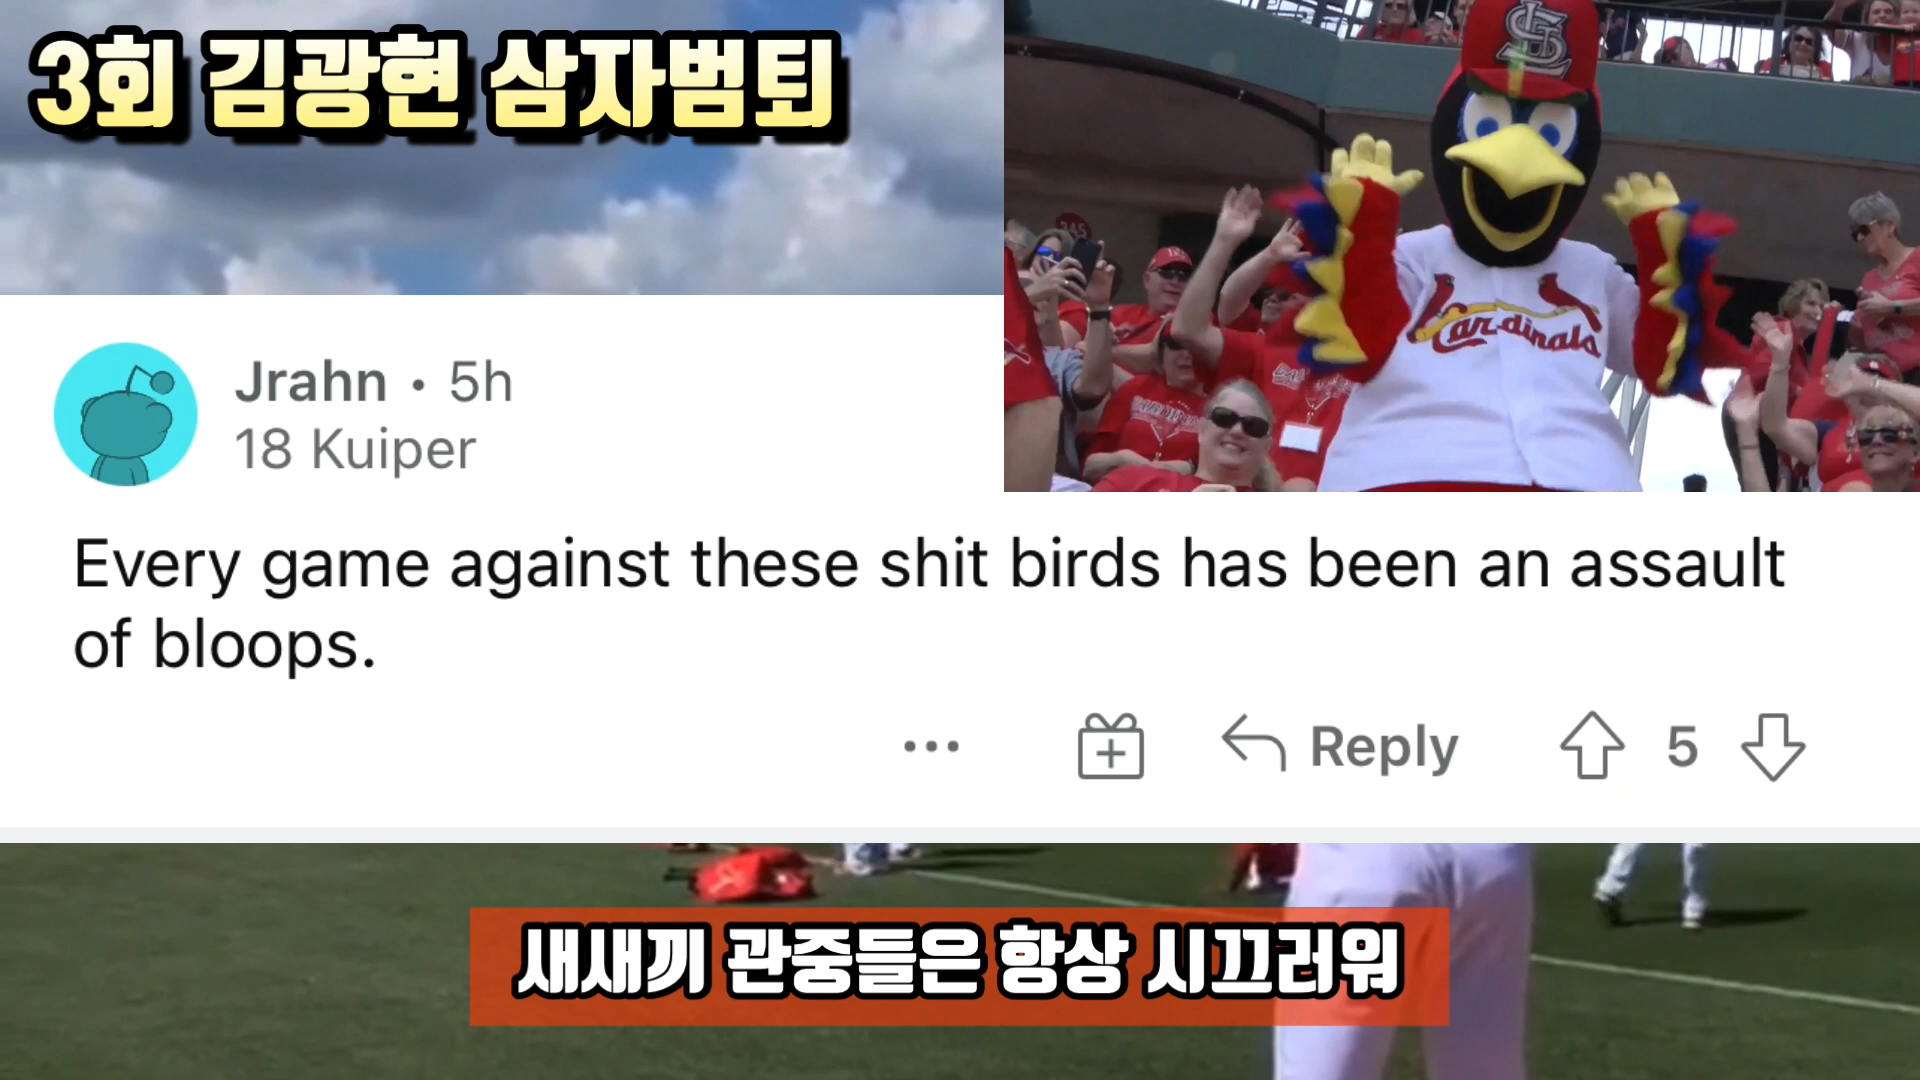 3회 김광현 삼자범퇴
345
Cardinals
Jrahn • 5h
18 Kuiper
Every game against these shit birds has been an assault
of bloops.
Reply
5
새새끼 관중들은 항상 시끄러워